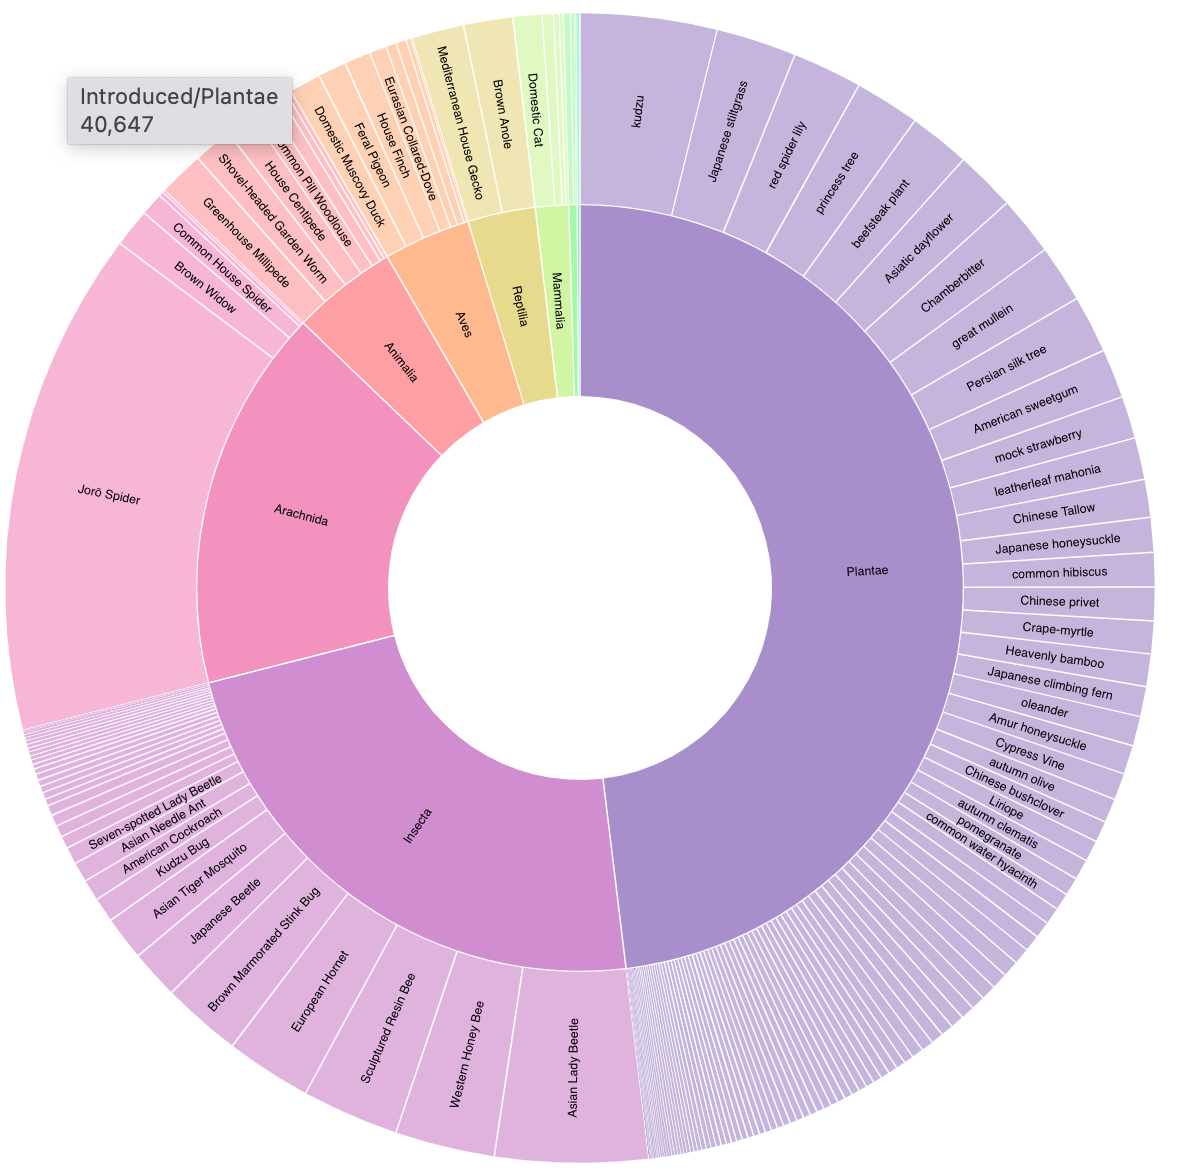 Introduced/Plantae
40,647
kudzu
Japanese stiltgrass
red spider lily
princess tree
beefsteak plant
Asiatic dayflower
Chamberbitter
great mullein
Persian silk tree
American sweetgum
mock strawberry
leatherleaf mahonia
Chinese Tallow
Japanese honeysuckle
common hibiscus
Chinese privet
Crape-myrtle
Heavenly bamboo
Japanese climbing fern
oleander
Amur honeysuckle
Cypress Vine
autumn olive
Chinese bushclover
Liriope
autumn clematis
pomegranate
common water hyacinth
Plantae
Asian Lady Beetle
Western Honey Bee
Sculptured Resin Bee
European Hornet
Brown Marmorated Stink Bug
Japanese Beetle
Asian Tiger Mosquito
Kudzu Bug
American Cockroach
Asian Needle Ant
Seven-spotted Lady Beetle
Insecta
Jorō Spider
Brown Widow
Common House Spider
Arachnida
Greenhouse Millipede
Shovel-headed Garden Worm
House Centipede
ommon Pill Woodlouse
Animalia
Domestic Muscovy Duck
Feral Pigeon
House Finch
Eurasian Collared-Dove
Aves
Mediterranean House Gecko
Brown Anole
Reptilia
Domestic Cat
Mammalia